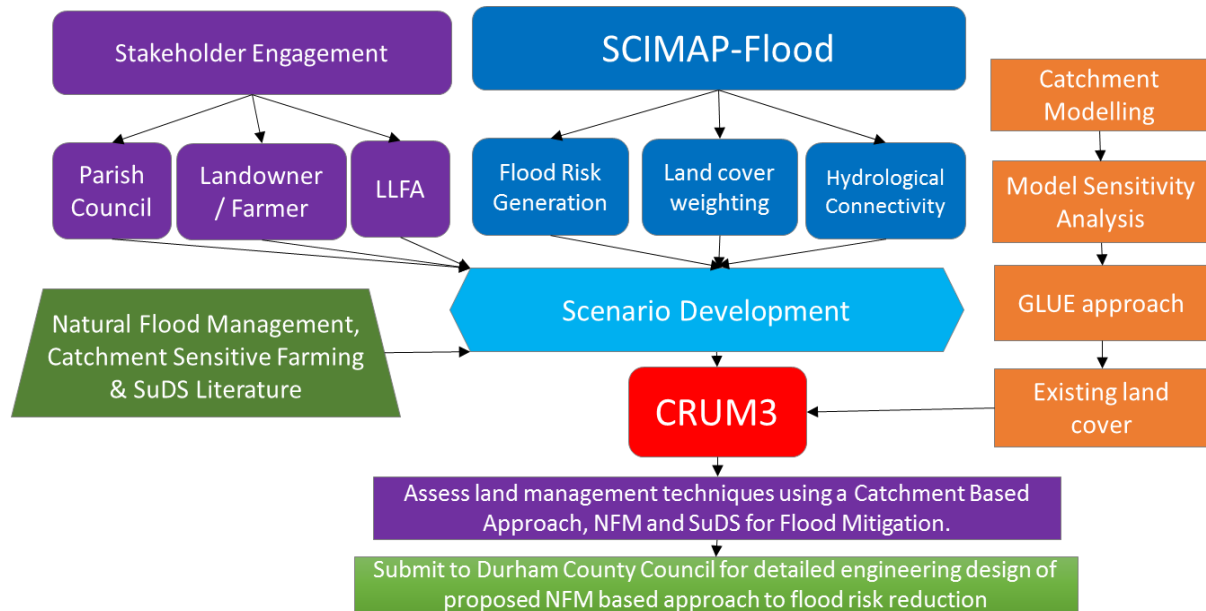 Stakeholder Engagement
SCIMAP-Flood
Catchment
Modelling
Parish
Council
Landowner
/ Farmer
LLFA
Flood Risk
Generation
Land cover
weighting
Hydrological
Connectivity
Model Sensitivity
Analysis
Scenario Development
GLUE approach
Natural Flood Management,
Catchment Sensitive Farming
& SuDS Literature
CRUM3
Existing land
cover
Assess land management techniques using a Catchment Based
Approach, NFM and SuDS for Flood Mitigation.
Submit to Durham County Council for detailed engineering design of
proposed NFM based approach to flood risk reduction